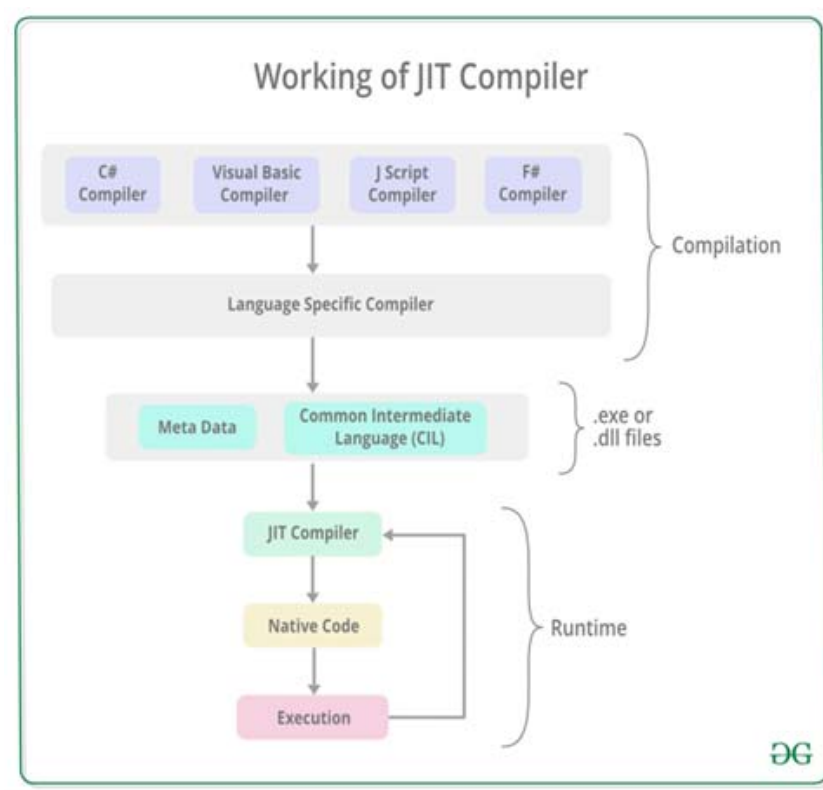 Working of JIT Compiler
C#
Compiler
Visual Basic
Compiler
J Script
Compiler
F#
Compiler
Compilation
Language Specific Compiler
Meta Data
Common Intermediate
Language (CIL)
.exe or
.dll files
JIT Compiler
Native Code
Runtime
Execution